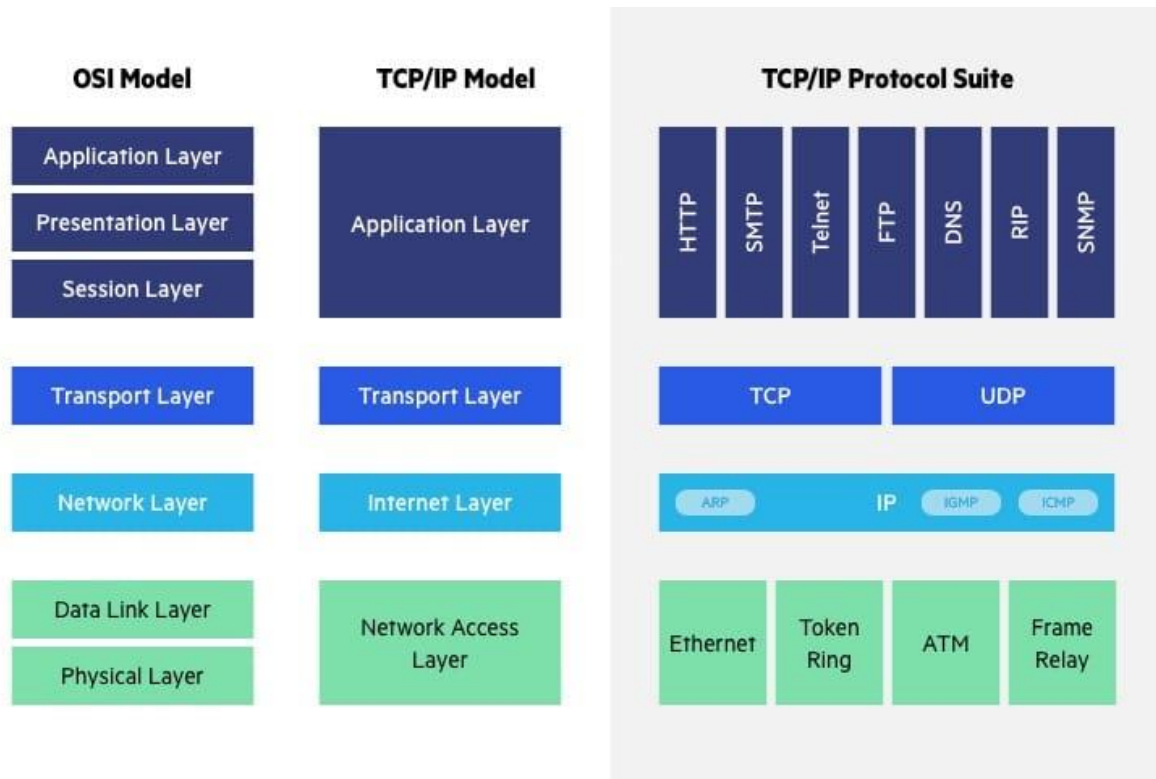 OSI Model
TCP/IP Model
TCP/IP Protocol Suite
Application Layer
Presentation Layer
Session Layer
Application Layer
HTTP
SMTP
Telnet
FTP
DNS
RIP
SNMP
Transport Layer
Transport Layer
TCP
UDP
Network Layer
Internet Layer
ARP
IP
IGMP
ICMP
Data Link Layer
Physical Layer
Network Access
Layer
Ethernet
Token
Ring
ATM
Frame
Relay